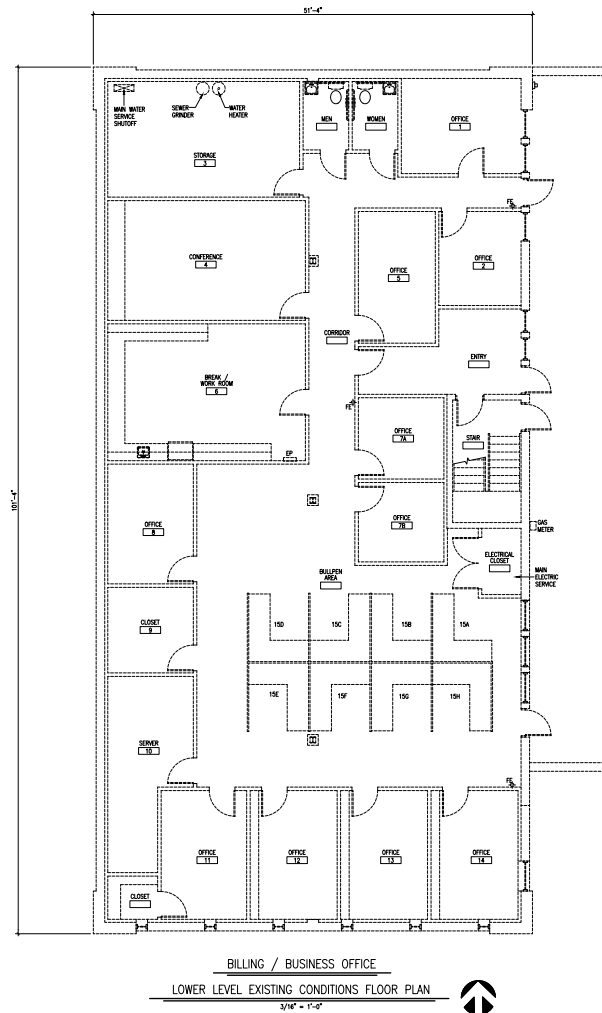 51'-4"
MAIN WATER
SERVICE
SHUTOFF
SEWER
GRINDER
WATER
HEATER
MEN
WOMEN
OFFICE
1
STORAGE
3
FE
CONFERENCE
4
OFFICE
5
OFFICE
2
CORRIDOR
ENTRY
BREAK /
WORK ROOM
6
FE
OFFICE
7A
STAIR
EP
101'-4"
OFFICE
8
OFFICE
7B
GAS
METER
ELECTRICAL
CLOSET
MAIN
ELECTRIC
SERVICE
BULLPEN
AREA
CLOSET
9
15D
15C
15B
15A
15E
15F
15G
15H
SERVER
10
FE
OFFICE
11
OFFICE
12
OFFICE
13
OFFICE
14
CLOSET
BILLING / BUSINESS OFFICE
LOWER LEVEL EXISTING CONDITIONS FLOOR PLAN
3/16" = 1'-0"